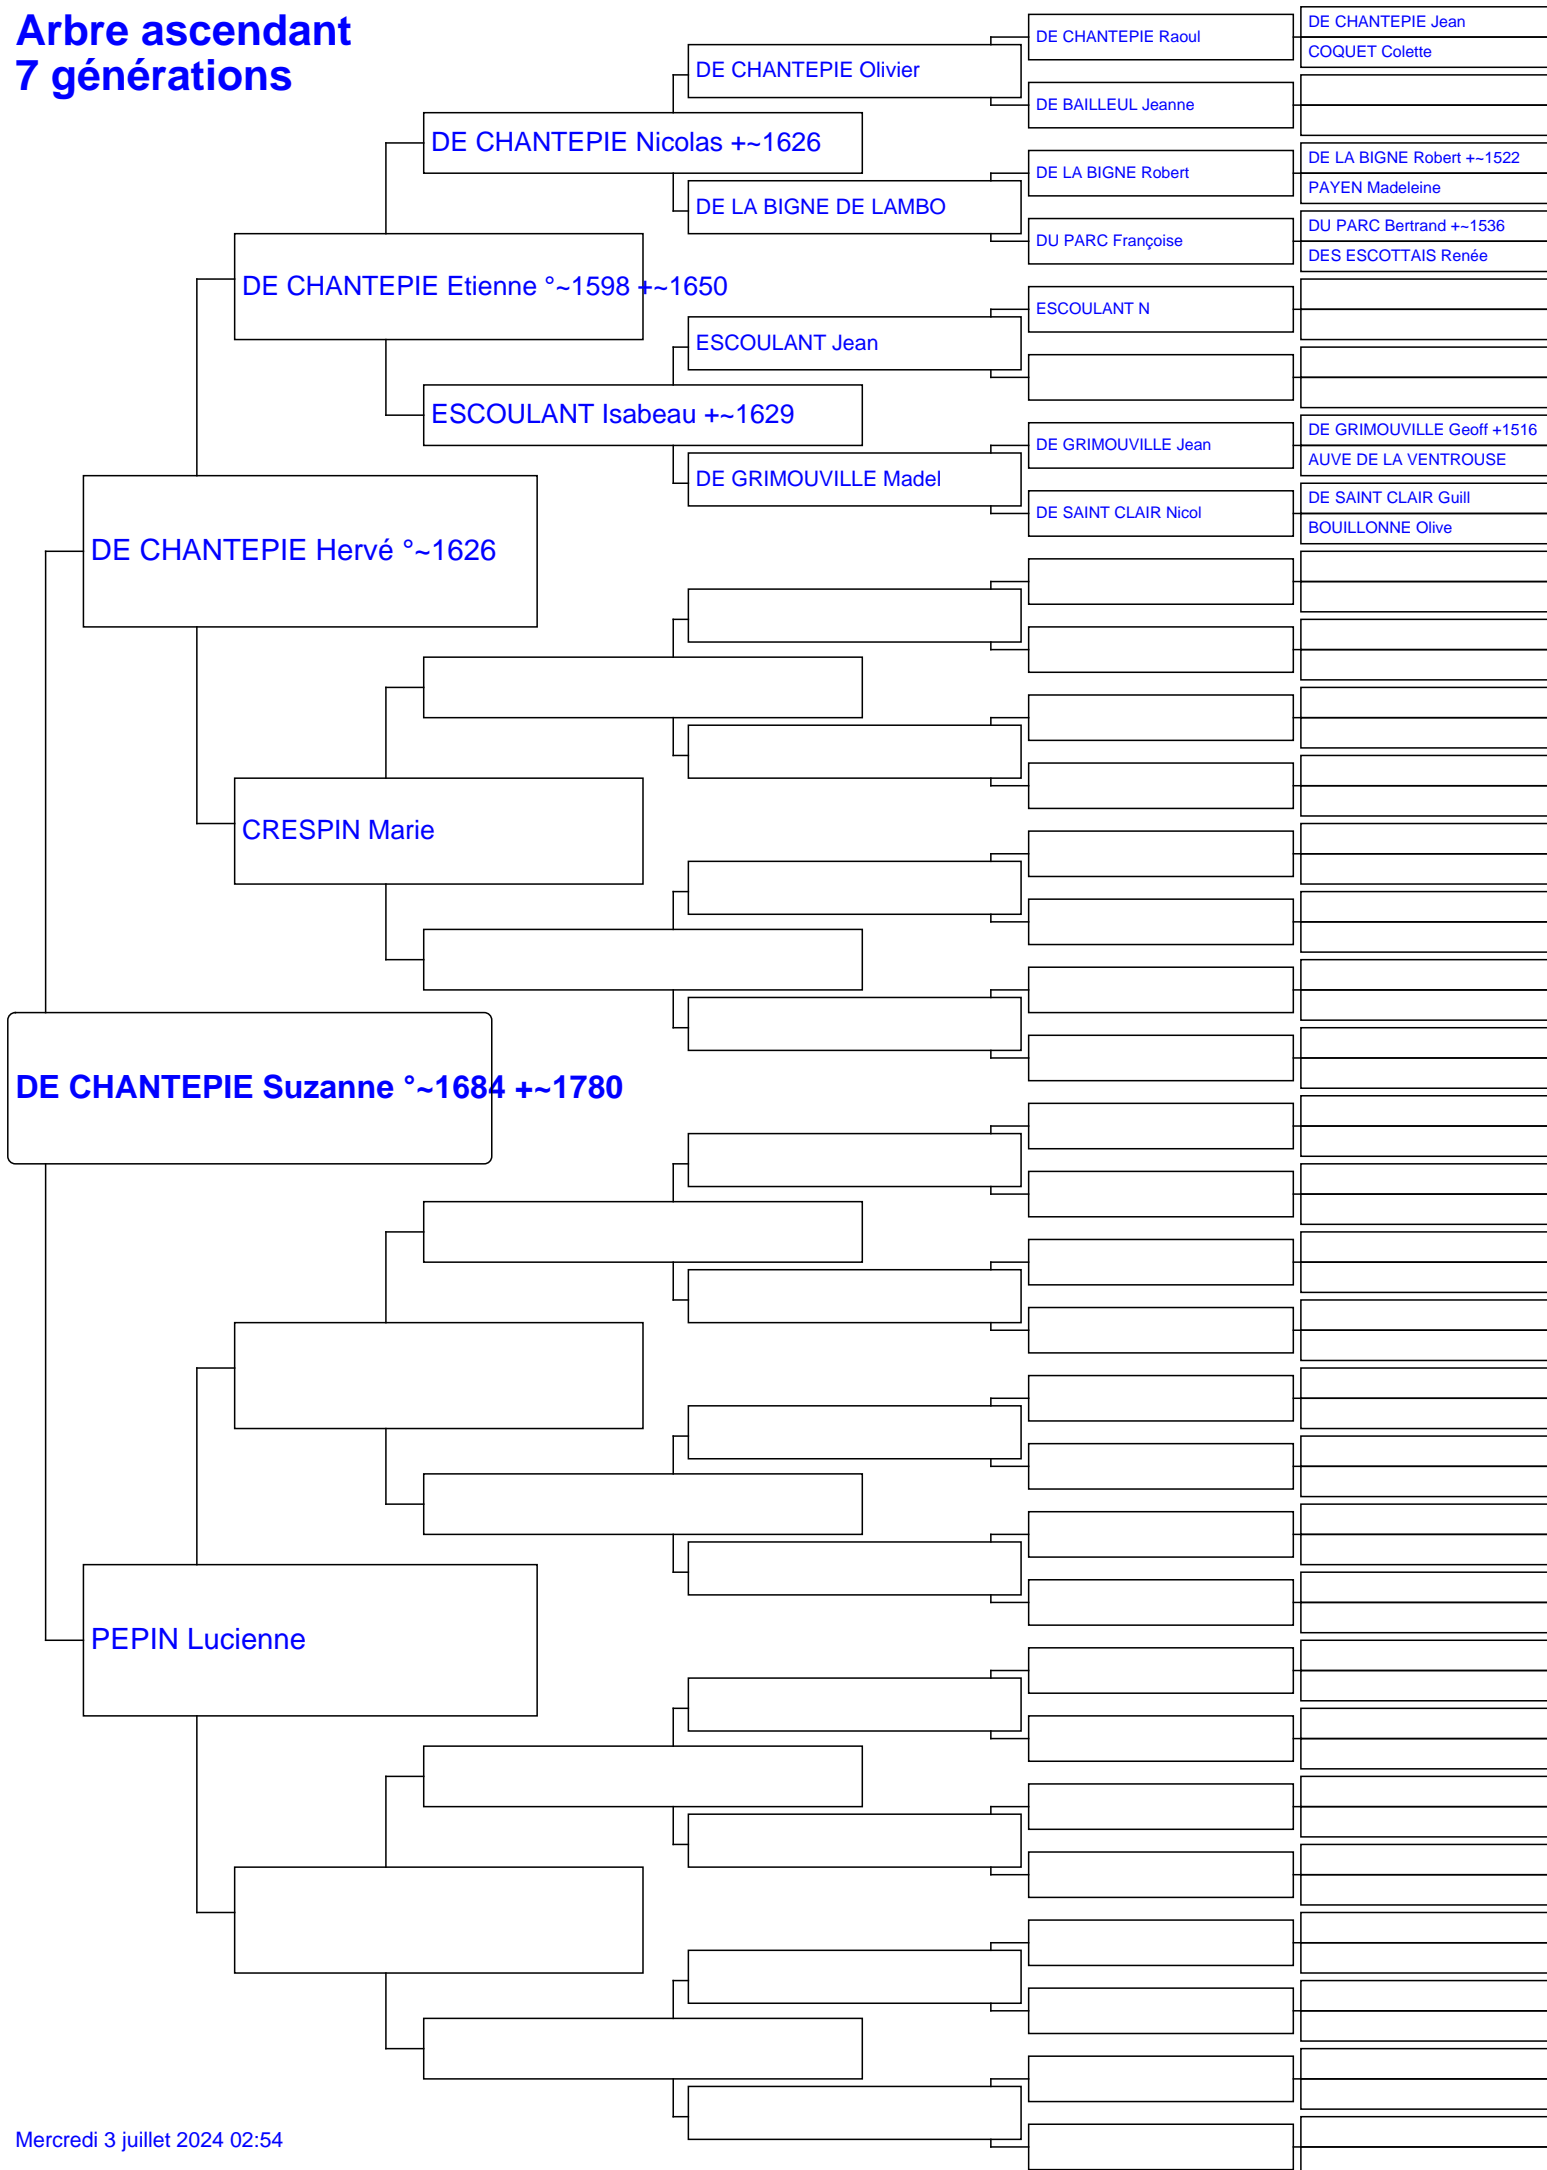 Arbre ascendant
7 générations
DE CHANTEPIE Jean
DE CHANTEPIE Raoul
COQUET Colette
DE CHANTEPIE Olivier
DE BAILLEUL Jeanne
DE CHANTEPIE Nicolas +~1626
DE LA BIGNE Robert +~1522
DE LA BIGNE Robert
PAYEN Madeleine
DE LA BIGNE DE LAMBO
DU PARC Bertrand +~1536
DU PARC Françoise
DES ESCOTTAIS Renée
DE CHANTEPIE Etienne °~1598 +~1650
ESCOULANT N
ESCOULANT Jean
ESCOULANT Isabeau +~1629
DE GRIMOUVILLE Geoff +1516
DE GRIMOUVILLE Jean
AUVE DE LA VENTROUSE
DE GRIMOUVILLE Madel
DE SAINT CLAIR Guill
DE SAINT CLAIR Nicol
BOUILLONNE Olive
DE CHANTEPIE Hervé °~1626
CRESPIN Marie
DE CHANTEPIE Suzanne °~1684 +~1780
PEPIN Lucienne
Mercredi 3 juillet 2024 02:54